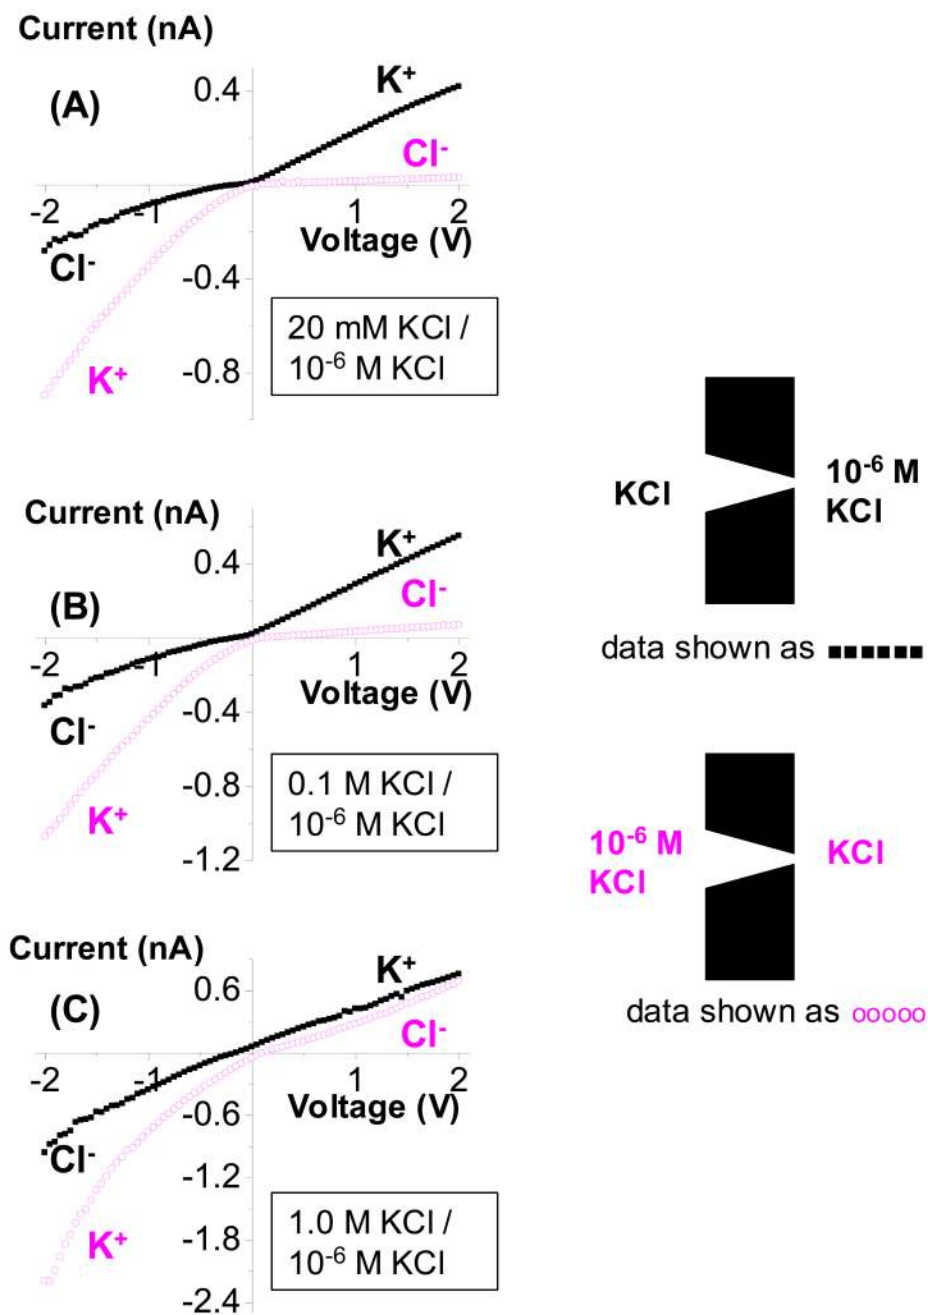 Current (nA)
(A)
0.4
K⁺
Cl⁻
-2
-1
1
2
Voltage (V)
Cl⁻
-0.4
20 mM KCl /
10⁻⁶ M KCl
-0.8
K⁺
Current (nA)
(B)
0.4
K⁺
Cl⁻
-2
-1
1
2
Voltage (V)
Cl⁻
-0.4
-0.8
0.1 M KCl /
10⁻⁶ M KCl
K⁺
-1.2
Current (nA)
(C)
0.6
K⁺
Cl⁻
-2
-1
1
2
Voltage (V)
-0.6
Cl⁻
-1.2
1.0 M KCl /
10⁻⁶ M KCl
K⁺
-1.8
-2.4
KCl
10⁻⁶ M
KCl
data shown as
10⁻⁶ M
KCl
KCl
data shown as ooooo